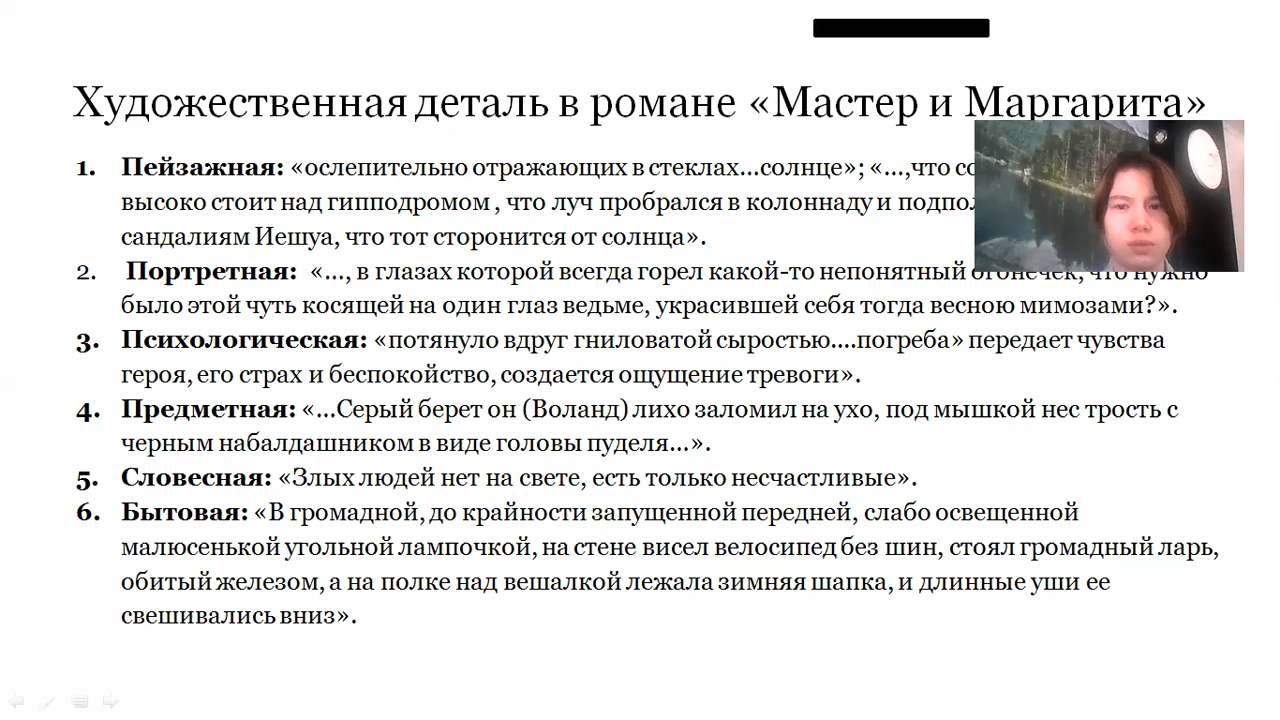 Художественная деталь в романе «Мастер и Маргарита»
1. Пейзажная: «ослепительно отражающих в стеклах...солнце»; «...,что
высоко стоит над гипподромом , что луч пробрался в колоннаду и
сандалиям Иешуа, что тот сторонится от солнца».
2. Портретная: «..., в глазах которой всегда горел какой-то непонятный огонечек, что нужно
было этой чуть косящей на один глаз ведьме, украсившей себя тогда весною мимозами?».
3. Психологическая: «потянуло вдруг гниловатой сыростью....погреба» передает чувства
героя, его страх и беспокойство, создается ощущение тревоги».
4. Предметная: «...Серый берет он (Воланд) лихо заломил на ухо, под мышкой нес трость с
черным набалдашником в виде головы пуделя...».
5. Словесная: «Злых людей нет на свете, есть только несчастливые».
6. Бытовая: «В громадной, до крайности запущенной передней, слабо освещенной
малюсенькой угольной лампочкой, на стене висел велосипед без шин, стоял громадный ларь,
обитый железом, а на полке над вешалкой лежала зимняя шапка, и длинные уши ее
свешивались вниз».